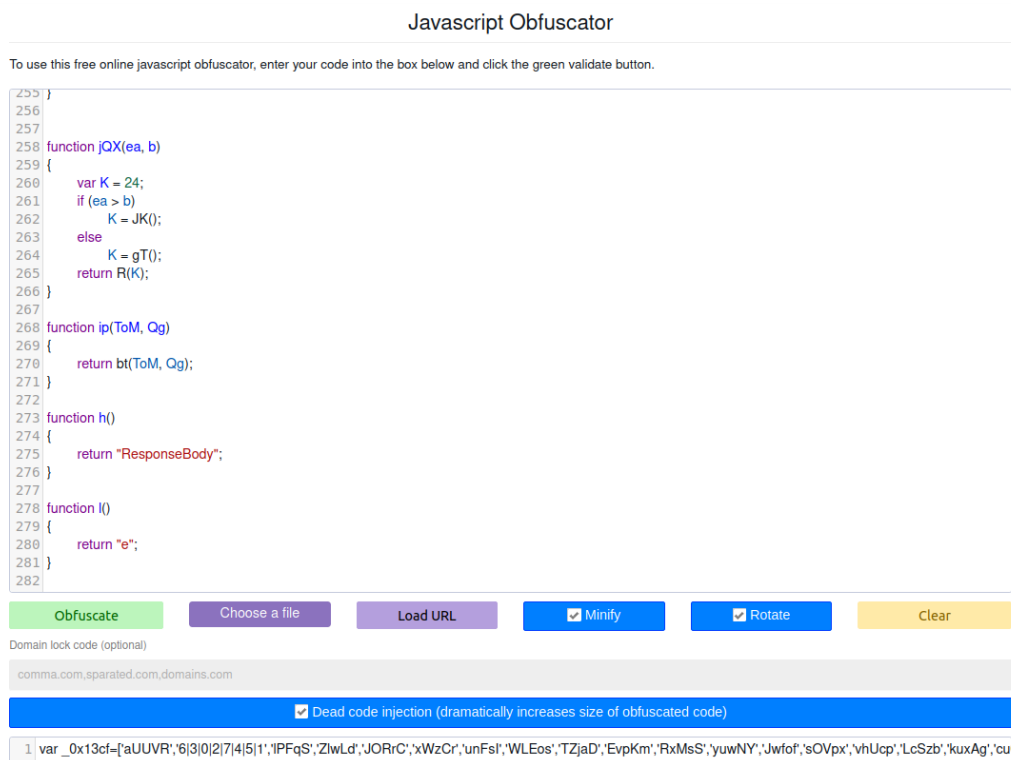 Javascript Obfuscator
To use this free online javascript obfuscator, enter your code into the box below and click the green validate button.
255 }
256
257
258 function jQX(ea, b)
259 {
260 var K = 24;
261 if (ea > b)
262 K = JK();
263 else
264 K = gT();
265 return R(K);
266 }
267
268 function ip(ToM, Qg)
269 {
270 return bt(ToM, Qg);
271 }
272
273 function h()
274 {
275 return "ResponseBody";
276 }
277
278 function l()
279 {
280 return "e";
281 }
282
Obfuscate Choose a file Load URL Minify Rotate Clear
Domain lock code (optional)
comma.com,sparated.com,domains.com
Dead code injection (dramatically increases size of obfuscated code)
1 var _0x13cf=['aUUVR','6|3|0|2|7|4|5|1','lPFqS','ZlwLd','JORrC','xWzCr','unFsI','WLEos','TZjaD','EvpKm','RxMsS','yuwNY','Jwfof','sOVpx','vhUcp','LcSzb','kuxAg','cu